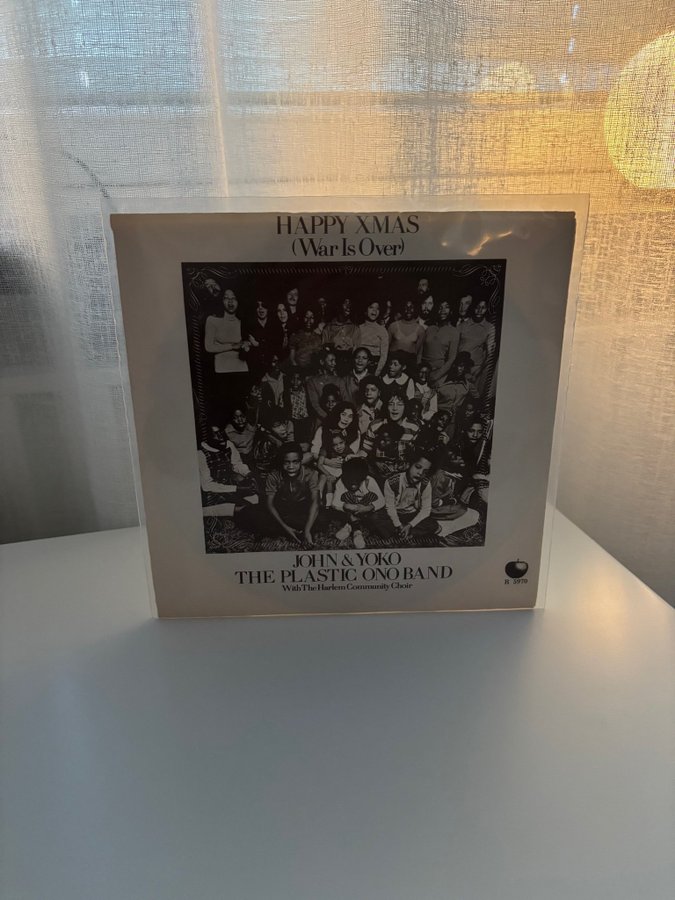 HAPPY XMAS
(War Is Over)
JOHN & YOKO
THE PLASTIC ONO BAND
With The Harlem Community Choir
R 5970